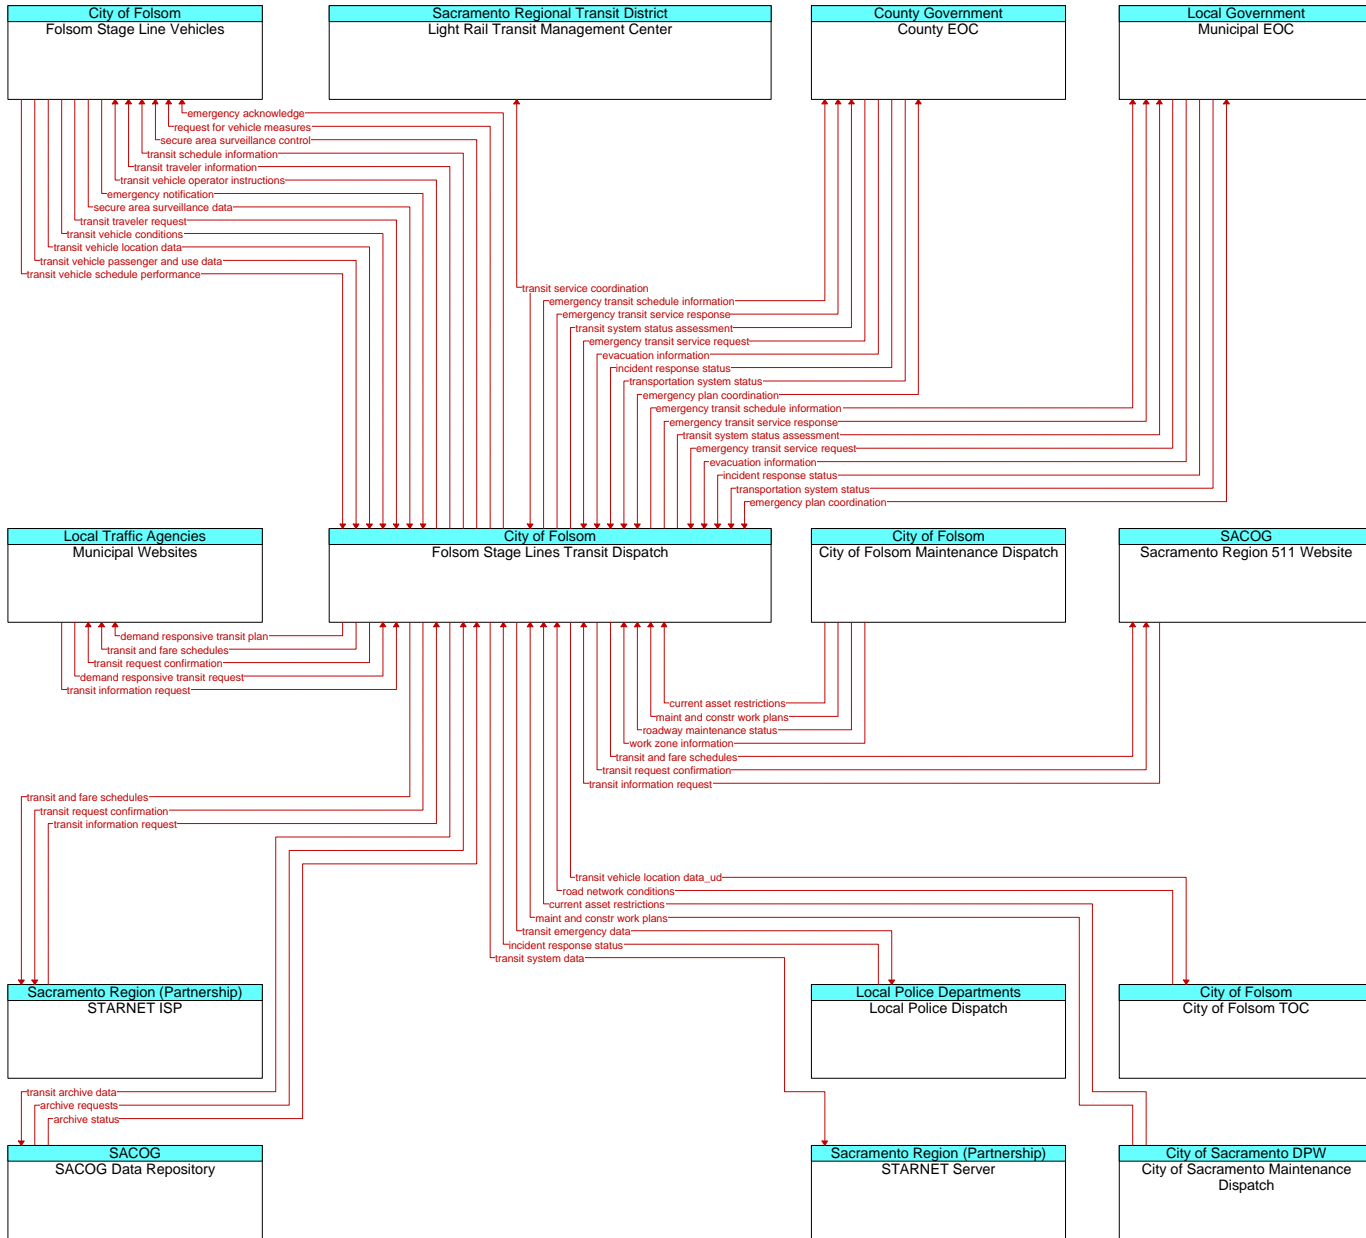 City of Folsom
Folsom Stage Line Vehicles
Sacramento Regional Transit District
Light Rail Transit Management Center
County Government
County EOC
Local Government
Municipal EOC
emergency acknowledge
request for vehicle measures
secure area surveillance control
transit schedule information
transit traveler information
transit vehicle operator instructions
emergency notification
secure area surveillance data
transit traveler request
transit vehicle conditions
transit vehicle location data
transit vehicle passenger and use data
transit vehicle schedule performance
transit service coordination
emergency transit schedule information
emergency transit service response
transit system status assessment
emergency transit service request
evacuation information
incident response status
transportation system status
emergency plan coordination
emergency transit schedule information
emergency transit service response
transit system status assessment
emergency transit service request
evacuation information
incident response status
transportation system status
emergency plan coordination
Local Traffic Agencies
Municipal Websites
City of Folsom
Folsom Stage Lines Transit Dispatch
City of Folsom
City of Folsom Maintenance Dispatch
SACOG
Sacramento Region 511 Website
demand responsive transit plan
transit and fare schedules
transit request confirmation
demand responsive transit request
transit information request
current asset restrictions
maint and constr work plans
roadway maintenance status
work zone information
transit and fare schedules
transit request confirmation
transit information request
transit and fare schedules
transit request confirmation
transit information request
transit vehicle location data_ud
road network conditions
current asset restrictions
maint and constr work plans
transit emergency data
incident response status
transit system data
Sacramento Region (Partnership)
STARNET ISP
Local Police Departments
Local Police Dispatch
City of Folsom
City of Folsom TOC
transit archive data
archive requests
archive status
SACOG
SACOG Data Repository
Sacramento Region (Partnership)
STARNET Server
City of Sacramento DPW
City of Sacramento Maintenance
Dispatch